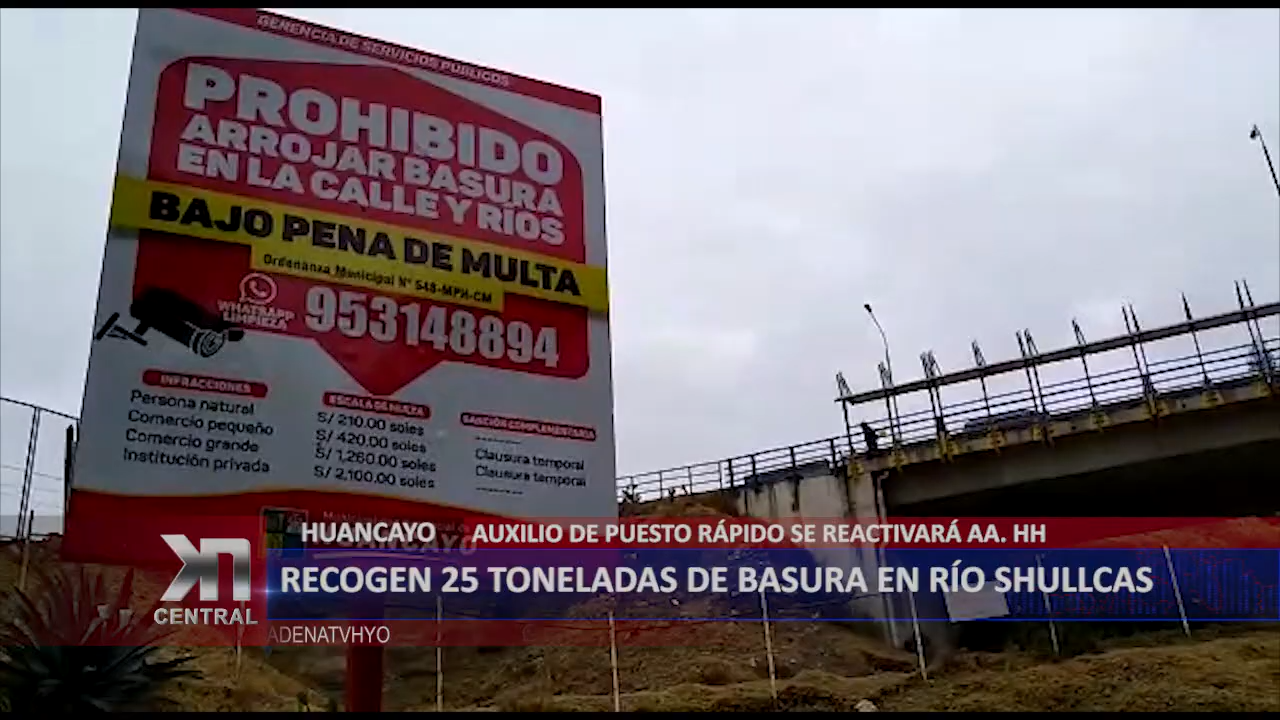 GERENCIA DE SERVICIOS PÚBLICOS
PROHIBIDO
ARROJAR BASURA
EN LA CALLE Y RÍOS
BAJO PENA DE MULTA
Ordenanza Municipal N° 548-MPH-CM
WHATSAPP
LIMPIEZA
953148894
INFRACCIONES
Persona natural
Comercio pequeño
Comercio grande
Institución privada
ESCALA DE MULTA
S/ 210.00 soles
S/ 420.00 soles
S/ 1,260.00 soles
S/ 2,100.00 soles
SANCIÓN COMPLEMENTARIA
Clausura temporal
Clausura temporal
HUANCAYO AUXILIO DE PUESTO RÁPIDO SE REACTIVARÁ AA. HH
RECOGEN 25 TONELADAS DE BASURA EN RÍO SHULLCAS
CENTRAL
ADENATVHYO